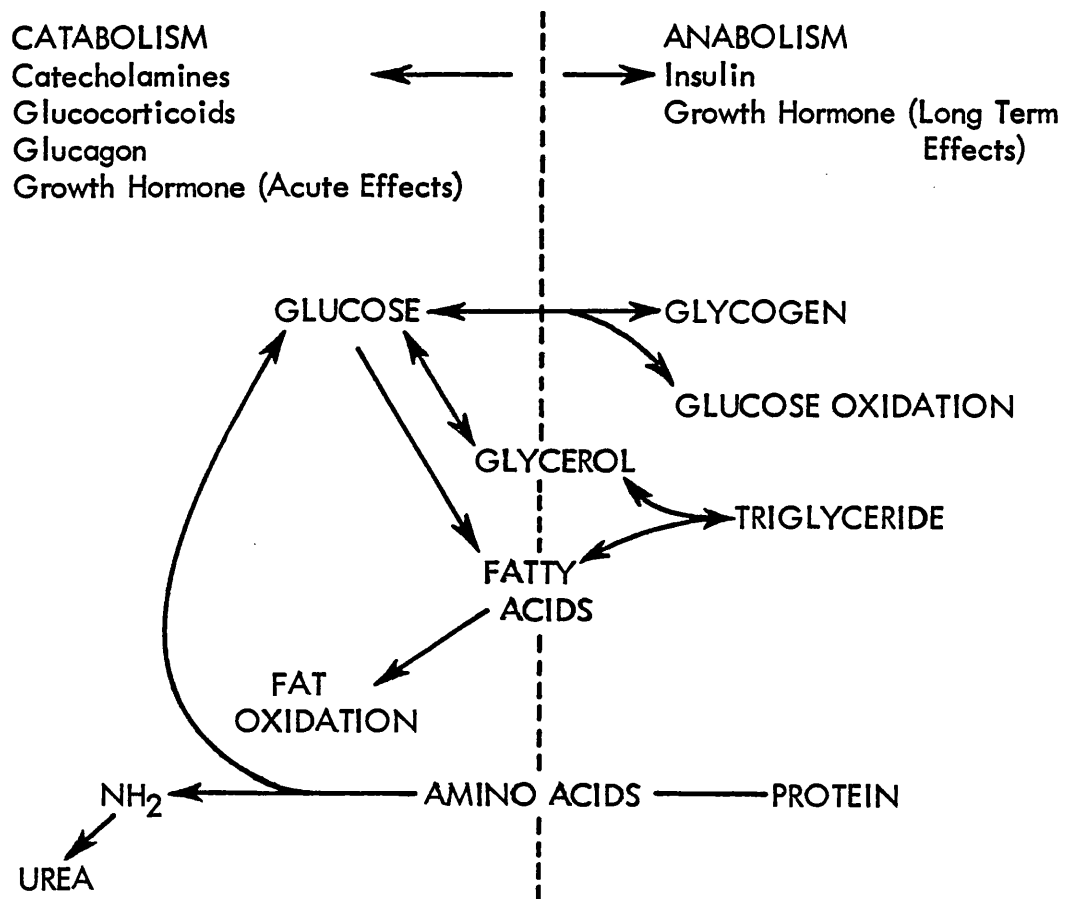 CATABOLISM
Catecholamines
Glucocorticoids
Glucagon
Growth Hormone (Acute Effects)
ANABOLISM
Insulin
Growth Hormone (Long Term
Effects)
GLUCOSE
GLYCOGEN
GLUCOSE OXIDATION
GLYCEROL
TRIGLYCERIDE
FATTY
ACIDS
FAT
OXIDATION
NH2
AMINO ACIDS
PROTEIN
UREA